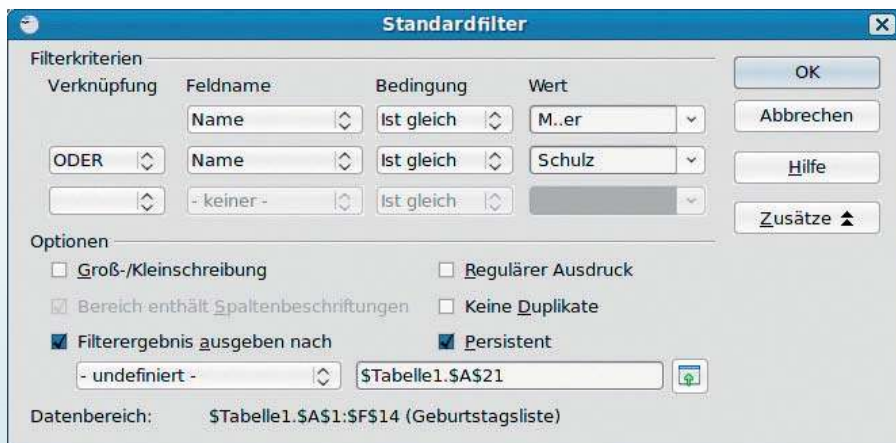 Standardfilter
Filterkriterien
Verknüpfung Feldname Bedingung Wert
Name Ist gleich M..er
ODER Name Ist gleich Schulz
- keiner - Ist gleich
OK
Abbrechen
Hilfe
Zusätze
Optionen
Groß-/Kleinschreibung Regulärer Ausdruck
Bereich enthält Spaltenbeschriftungen Keine Duplikate
Filterergebnis ausgeben nach Persistent
- undefiniert - $Tabelle1.$A$21
Datenbereich: $Tabelle1.$A$1:$F$14 (Geburtstagsliste)